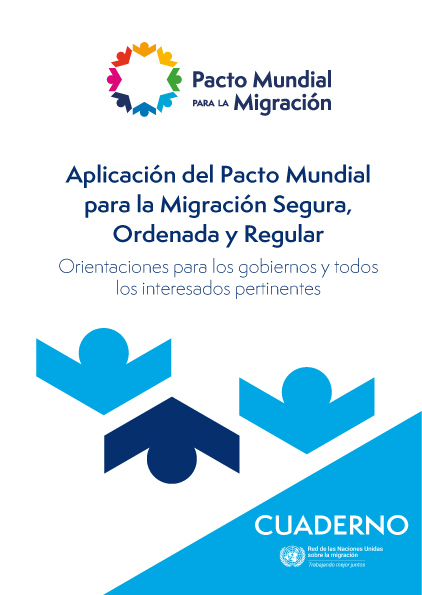 Pacto Mundial
PARA LA Migración
Aplicación del Pacto Mundial
para la Migración Segura,
Ordenada y Regular
Orientaciones para los gobiernos y todos
los interesados pertinentes
CUADERNO
Red de las Naciones Unidas
sobre la migración
Trabajando mejor juntos